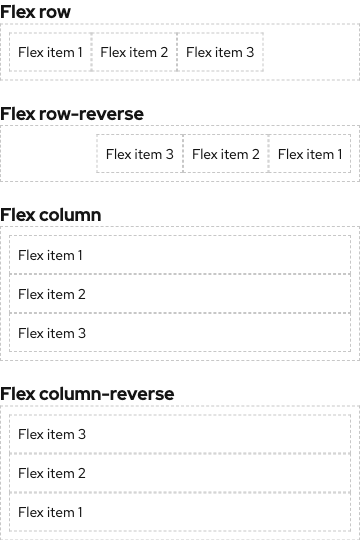 Flex row
Flex item 1 Flex item 2 Flex item 3
Flex row-reverse
Flex item 3 Flex item 2 Flex item 1
Flex column
Flex item 1
Flex item 2
Flex item 3
Flex column-reverse
Flex item 3
Flex item 2
Flex item 1